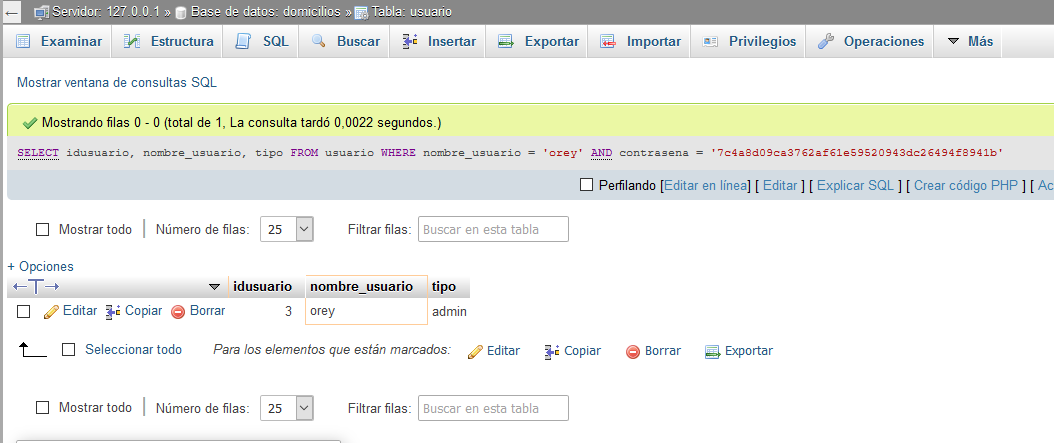 Servidor: 127.0.0.1 » Base de datos: domicilios » Tabla: usuario
Examinar Estructura SQL Buscar Insertar Exportar Importar Privilegios Operaciones Más
Mostrar ventana de consultas SQL
Mostrando filas 0 - 0 (total de 1, La consulta tardó 0,0022 segundos.)
SELECT idusuario, nombre_usuario, tipo FROM usuario WHERE nombre_usuario = 'orey' AND contrasena = '7c4a8d09ca3762af61e59520943dc26494f8941b'
Perfilando [Editar en línea] [ Editar ] [ Explicar SQL ] [ Crear código PHP ] [ Ac
Mostrar todo Número de filas: 25 Filtrar filas: Buscar en esta tabla
+ Opciones
←T→ idusuario nombre_usuario tipo
Editar Copiar Borrar 3 orey admin
Seleccionar todo Para los elementos que están marcados: Editar Copiar Borrar Exportar
Mostrar todo Número de filas: 25 Filtrar filas: Buscar en esta tabla